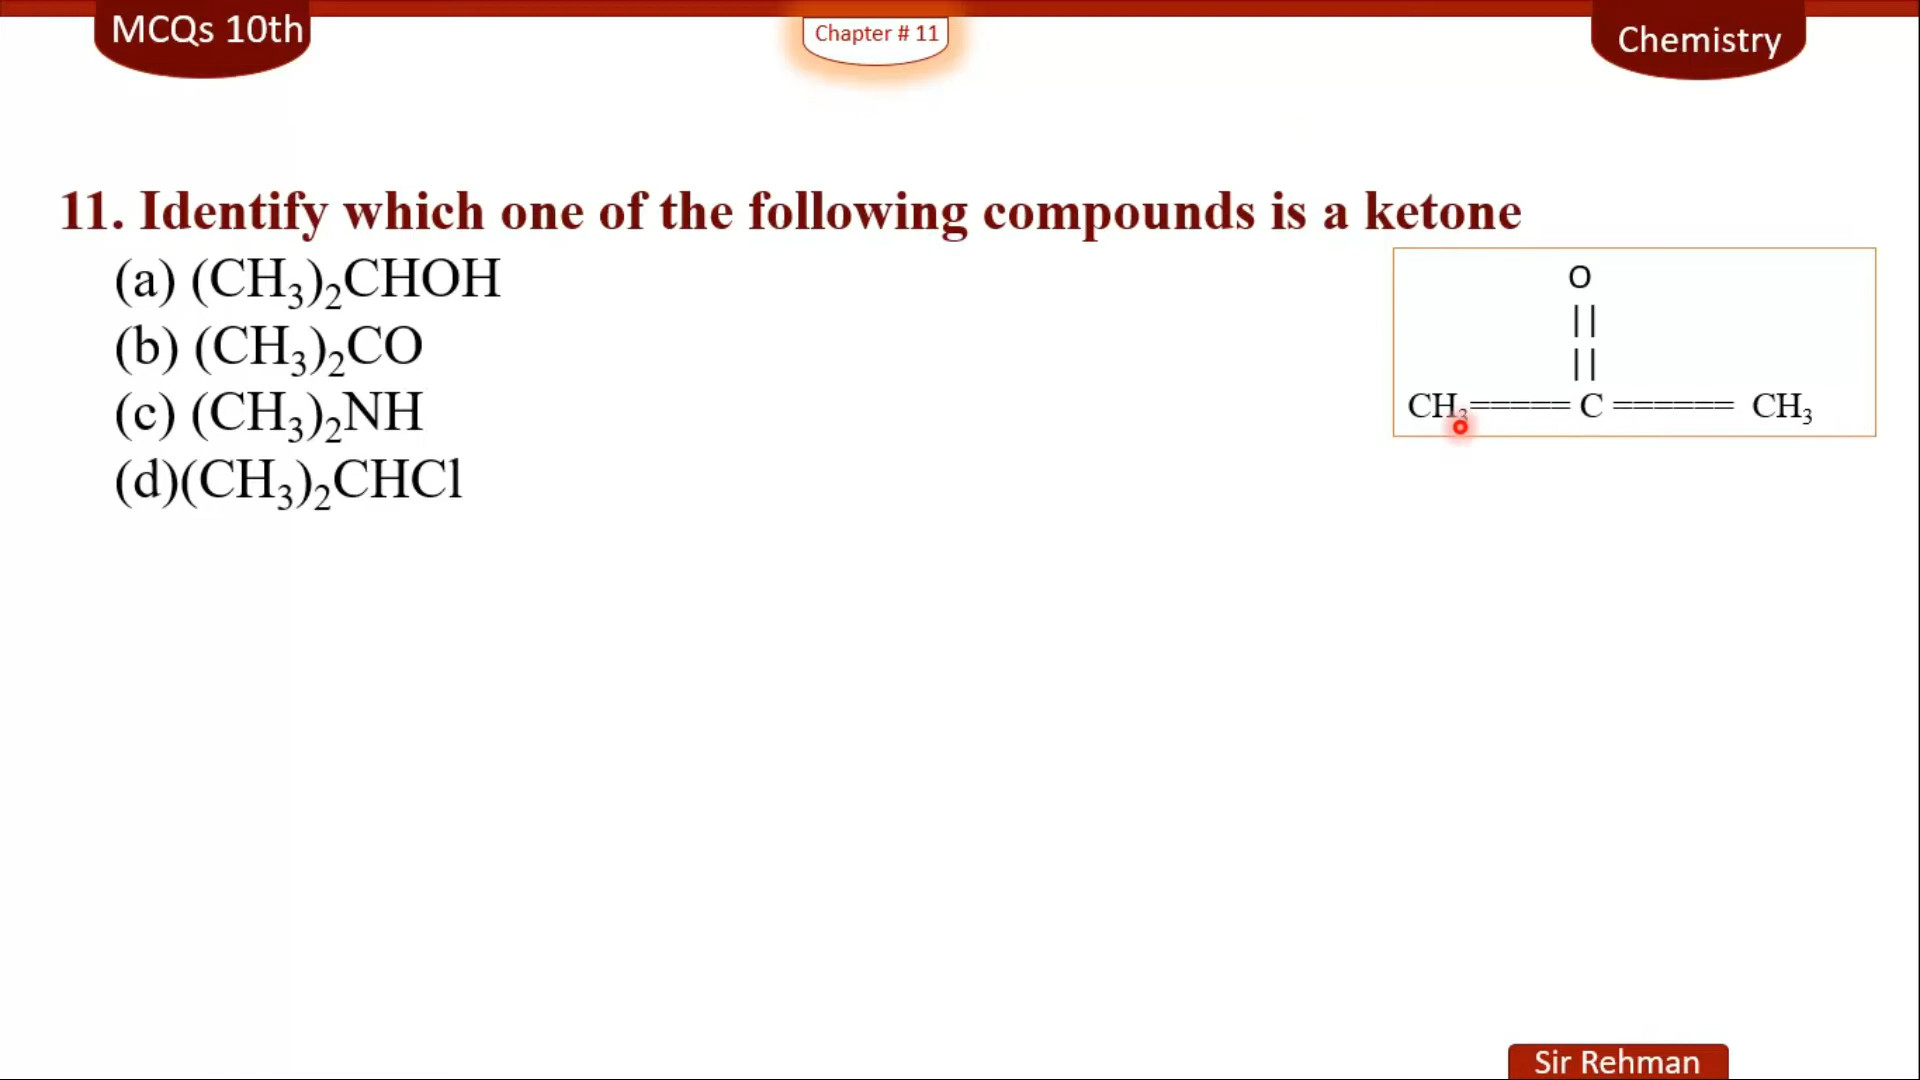 MCQs 10th
Chapter # 11
Chemistry
11. Identify which one of the following compounds is a ketone
(a) (CH₃)₂CHOH
(b) (CH₃)₂CO
(c) (CH₃)₂NH
(d)(CH₃)₂CHCl
O
||
||
CH₃===== C ====== CH₃
Sir Rehman